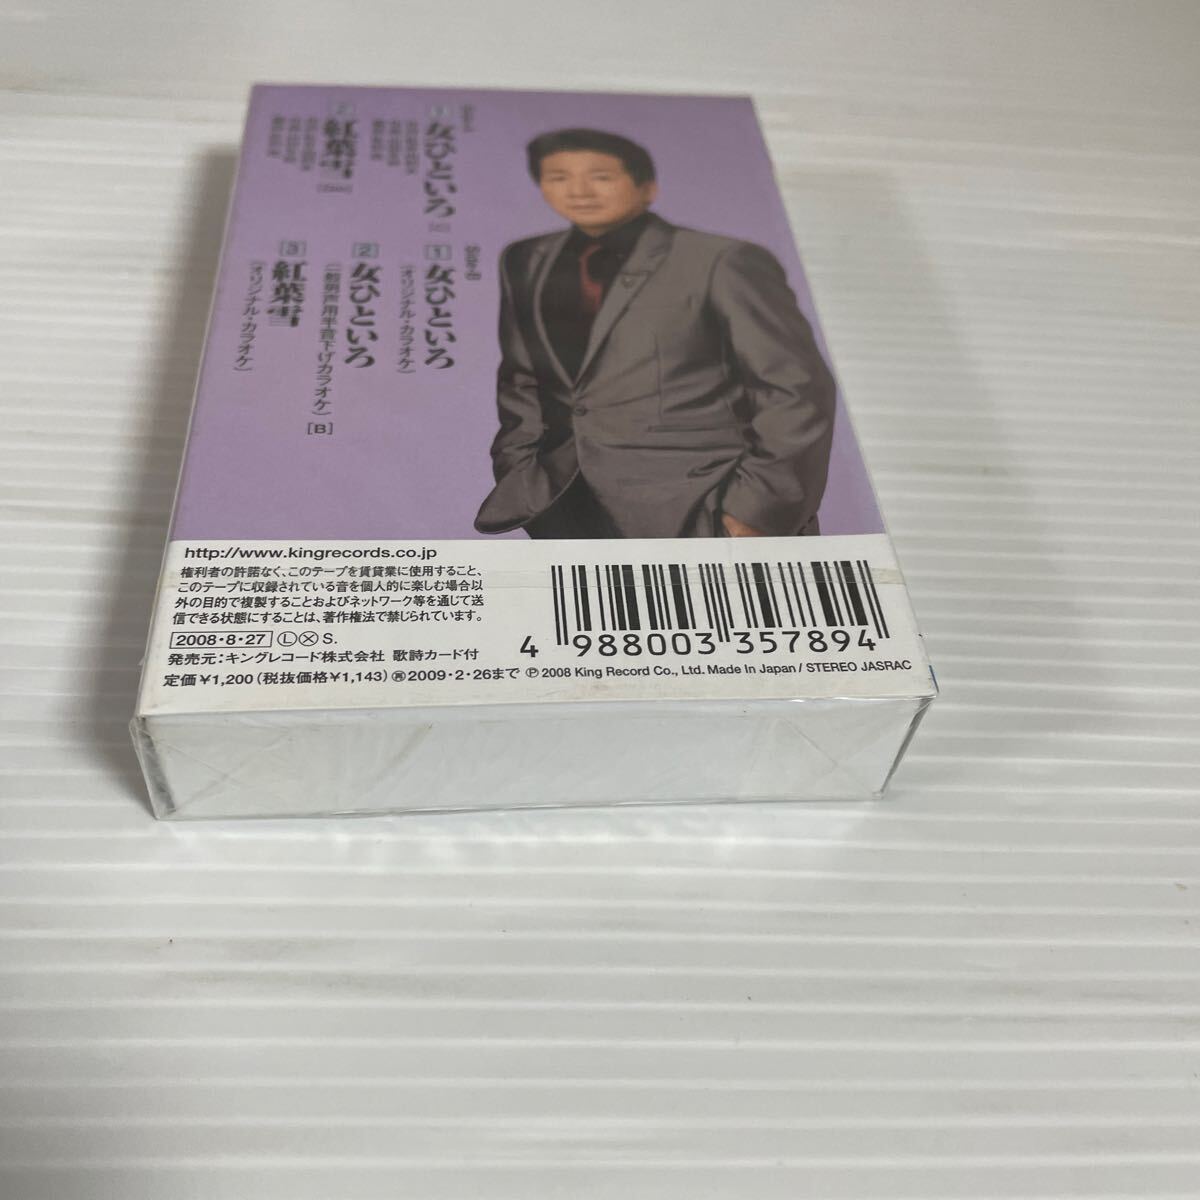 1 女ひといろ
2 紅葉雪
Side-B
1 女ひといろ
(オリジナル・カラオケ)
2 女ひといろ
(一般男声用半音下げカラオケ) [B]
3 紅葉雪
(オリジナル・カラオケ)
http://www.kingrecords.co.jp
権利者の許諾なく、このテープを賃貸業に使用すること、
このテープに収録されている音を個人的に楽しむ場合以
外の目的で複製することおよびネットワーク等を通じて送
信できる状態にすることは、著作権法で禁じられています。
2008・8・27 Ⓛ Ⓧ S.
発売元:キングレコード株式会社 歌詩カード付
定価¥1,200(税抜価格¥1,143) ㊢2009・2・26まで ℗ 2008 King Record Co., Ltd. Made in Japan / STEREO JASRAC
4 988003 357894